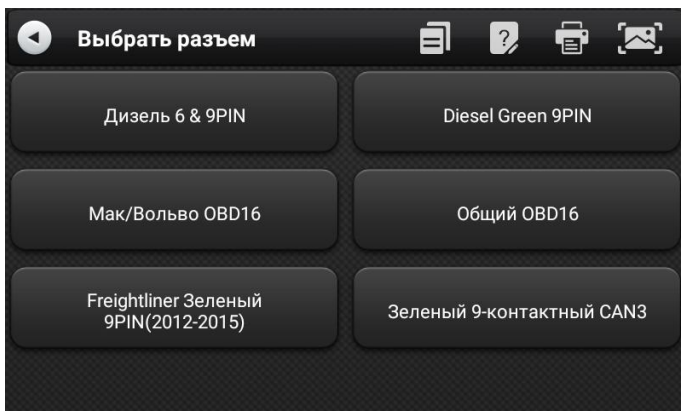 Выбрать разъем
Дизель 6 & 9PIN
Diesel Green 9PIN
Мак/Вольво OBD16
Общий OBD16
Freightliner Зеленый
9PIN(2012-2015)
Зеленый 9-контактный CAN3